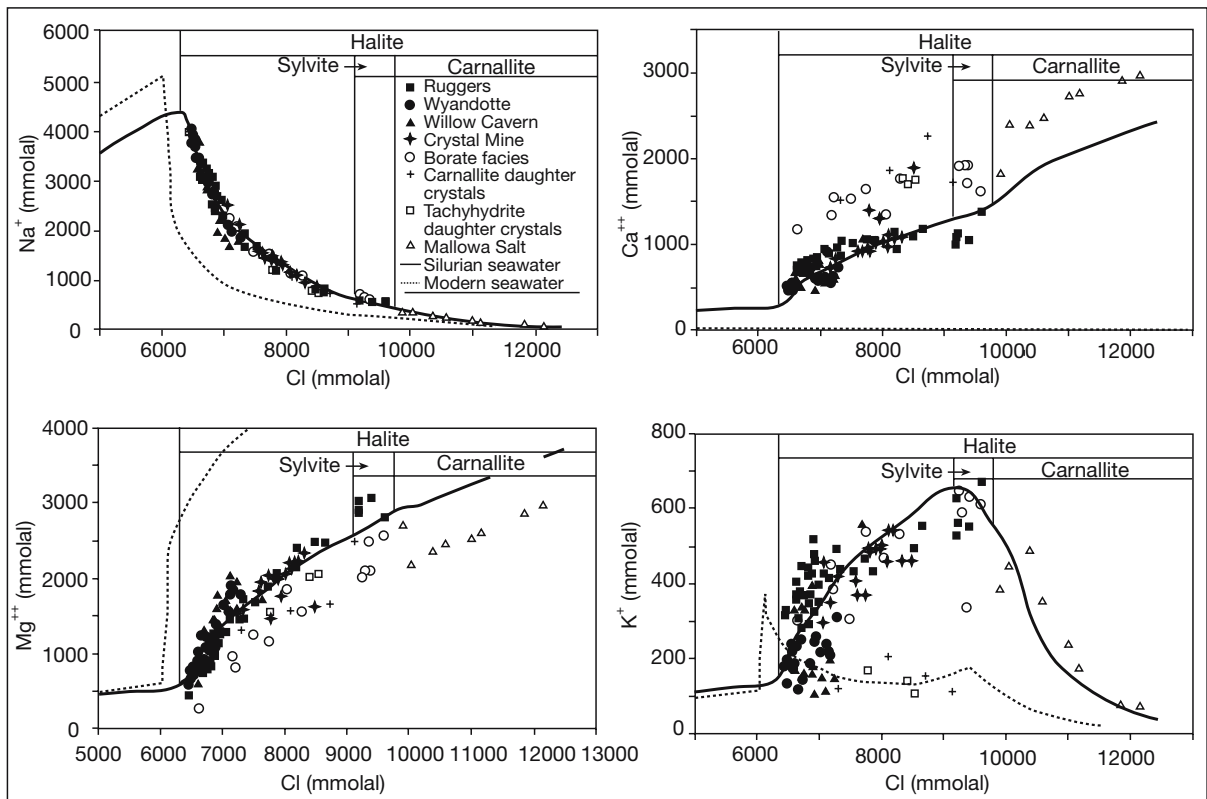 6000
5000
4000
3000
2000
1000
0
Na+ (mmolal)
Halite
Sylvite →
Carnallite
Ruggers
Wyandotte
Willow Cavern
Crystal Mine
Borate facies
Carnallite daughter
crystals
Tachyhydrite
daughter crystals
Mallowa Salt
Silurian seawater
Modern seawater
6000 8000 10000 12000
Cl (mmolal)
3000
2000
1000
0
Ca++ (mmolal)
Halite
Sylvite →
Carnallite
6000 8000 10000 12000
Cl (mmolal)
4000
3000
2000
1000
0
Mg++ (mmolal)
Halite
Sylvite →
Carnallite
5000 6000 7000 8000 9000 10000 11000 12000 13000
Cl (mmolal)
800
600
400
200
0
K+ (mmolal)
Halite
Sylvite →
Carnallite
6000 8000 10000 12000
Cl (mmolal)